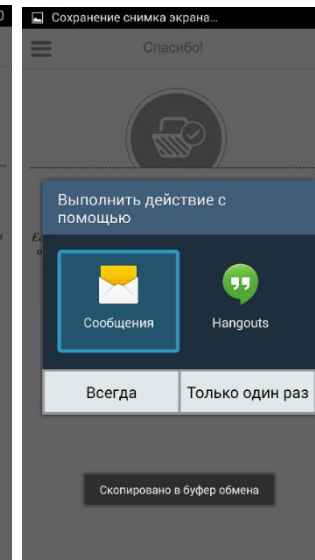 Сохранение снимка экрана...
Спасибо!
Выполнить действие с
помощью
Сообщения
Hangouts
Всегда
Только один раз
Скопировано в буфер обмена